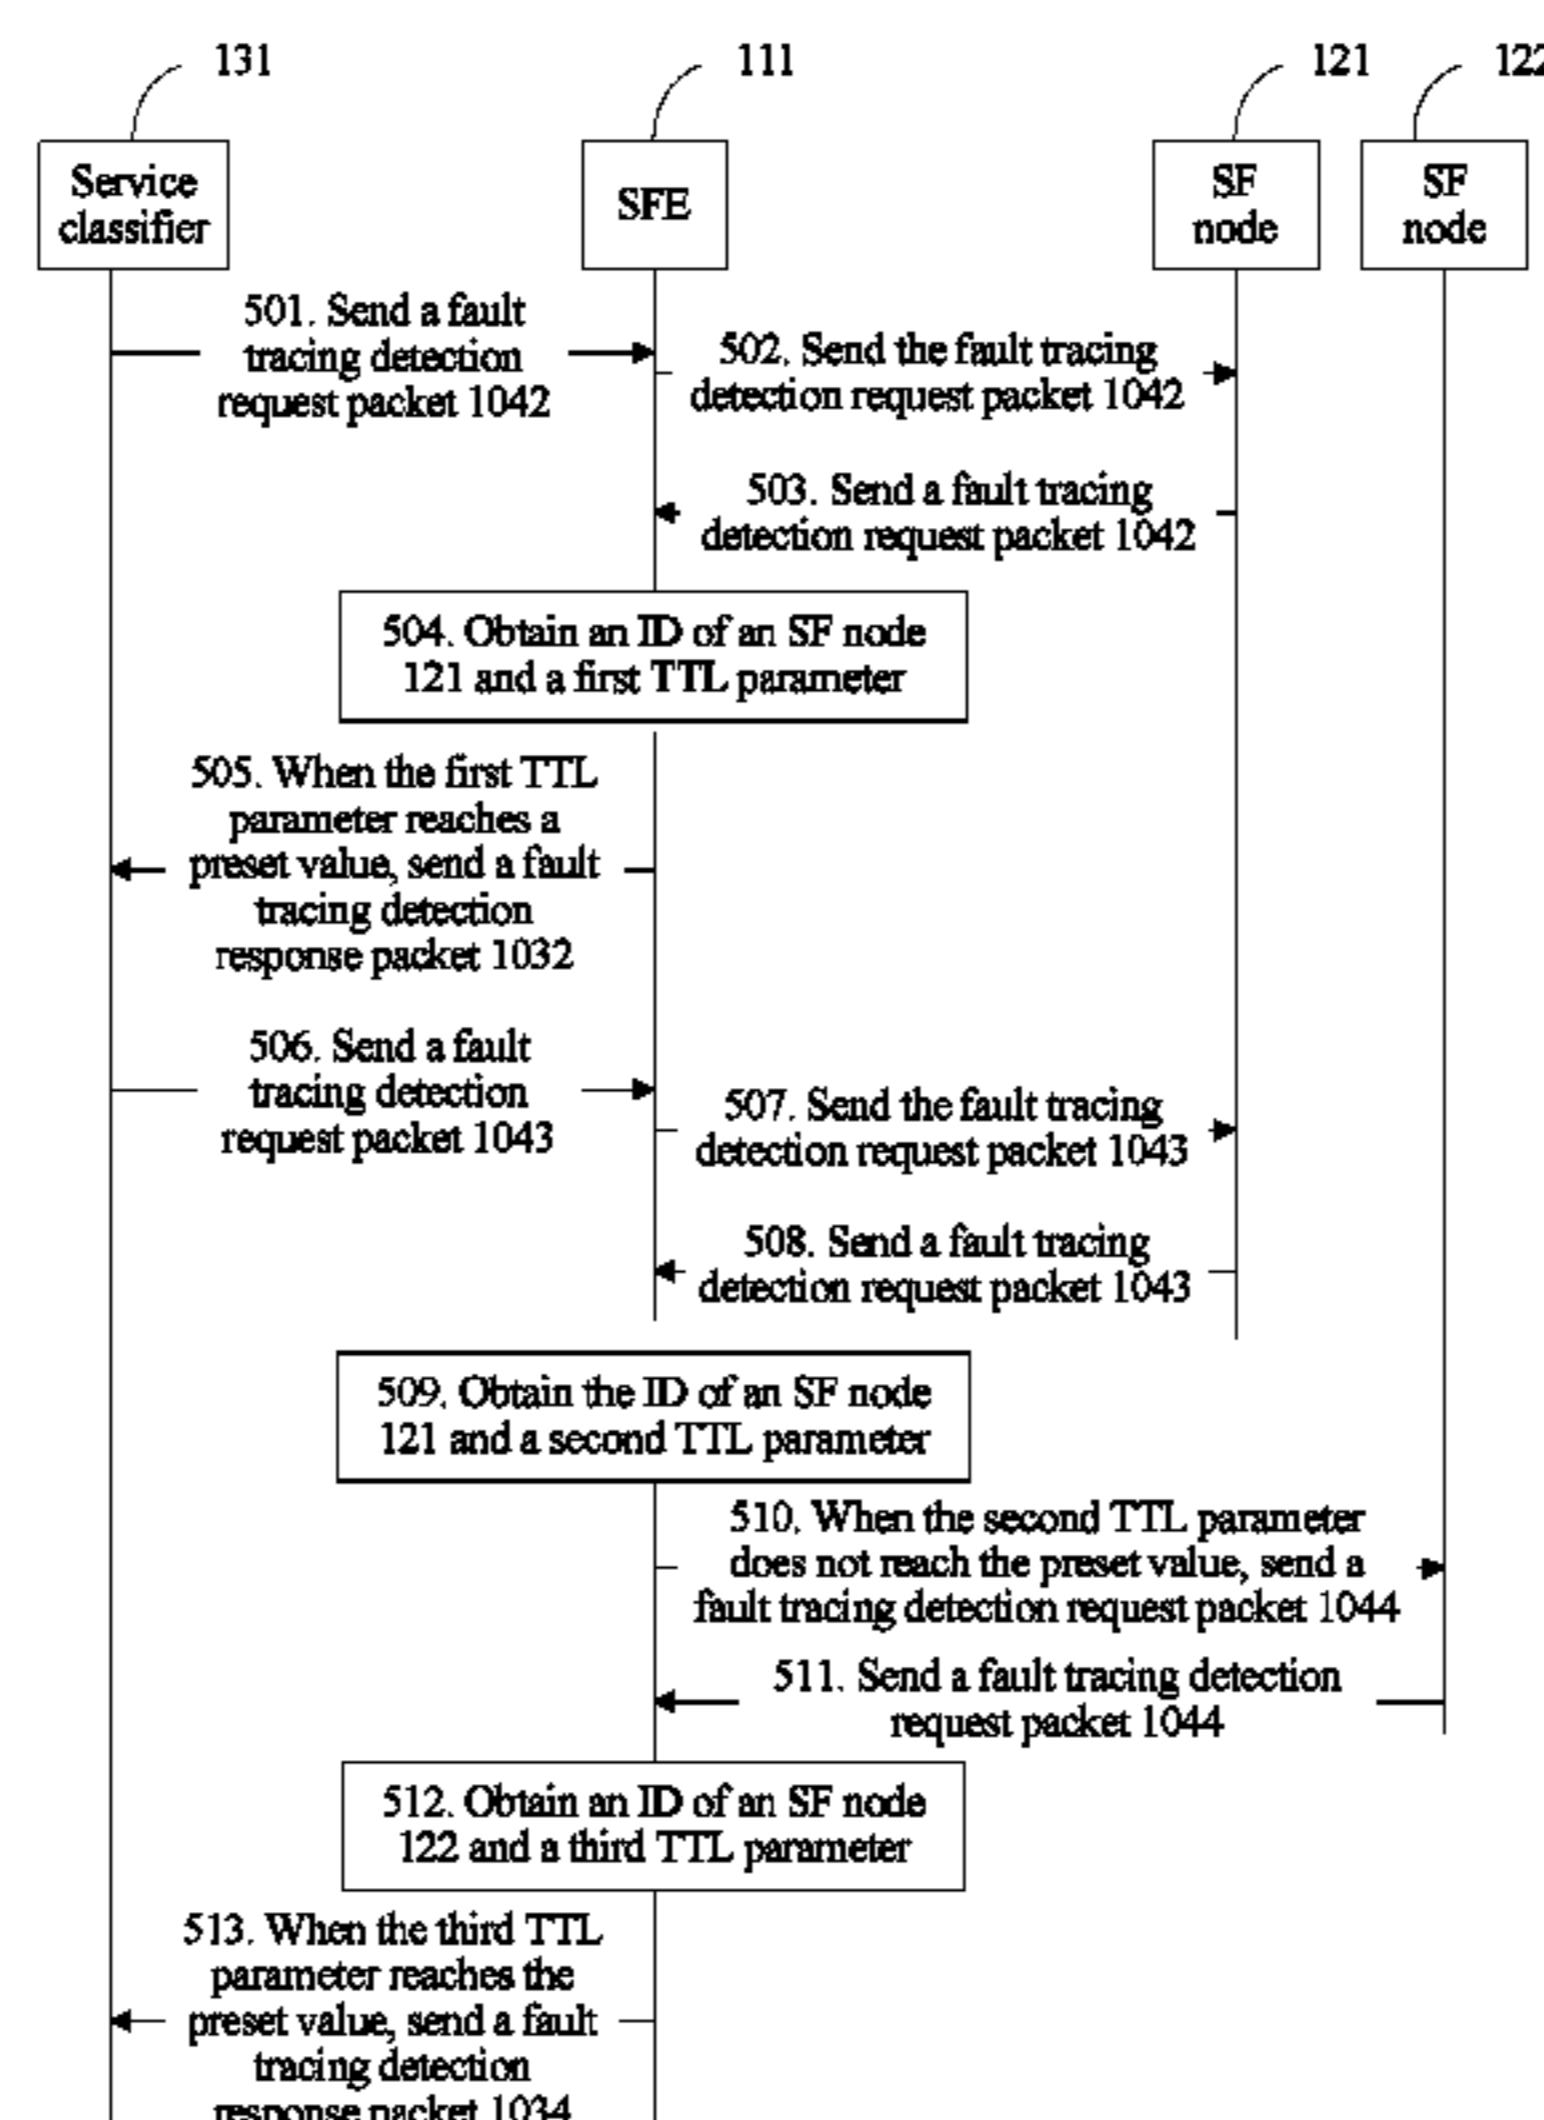 131
111
121
122
Service
classifier
SFE
SF
node
SF
node
501. Send a fault
tracing detection
request packet 1042
502. Send the fault tracing
detection request packet 1042
503. Send a fault tracing
detection request packet 1042
504. Obtain an ID of an SF node
121 and a first TTL parameter
505. When the first TTL
parameter reaches a
preset value, send a fault
tracing detection
response packet 1032
506. Send a fault
tracing detection
request packet 1043
507. Send the fault tracing
detection request packet 1043
508. Send a fault tracing
detection request packet 1043
509. Obtain the ID of an SF node
121 and a second TTL parameter
510. When the second TTL parameter
does not reach the preset value, send a
fault tracing detection request packet 1044
511. Send a fault tracing detection
request packet 1044
512. Obtain an ID of an SF node
122 and a third TTL parameter
513. When the third TTL
parameter reaches the
preset value, send a fault
tracing detection
response packet 1034